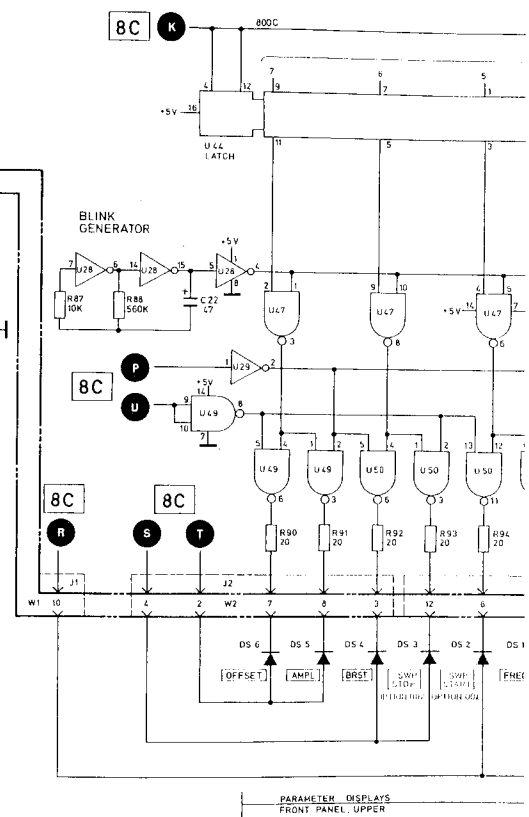 8C K 800C
7 6 5
4 12 9 7 1
+5V 16
U44
LATCH
11 5 3
BLINK
GENERATOR
+5V
7 U28 6 14 U28 15 5 U28 4
1
8
2 1 9 10 4 5
R87
10K
R88
560K
+
C22
47
U47 U47 +5V 14 U47 7
3 8 6
P 1 U29 2
8C
+5V
14
U 9 10 U49 8
7
5 4 1 2 5 4 1 2 13 12
U49 U49 U50 U50 U50
6 3 6 3 11
8C 8C
R S T
R90
20
R91
20
R92
20
R93
20
R94
20
J1 J2
W1 10 4 2 W2 7 8 3 12 6
DS 6 DS 5 DS 4 DS 3 DS 2 DS 1
OFFSET AMPL BRST SWP
STOP
SWP
START
FREQ
PARAMETER DISPLAYS
FRONT PANEL, UPPER